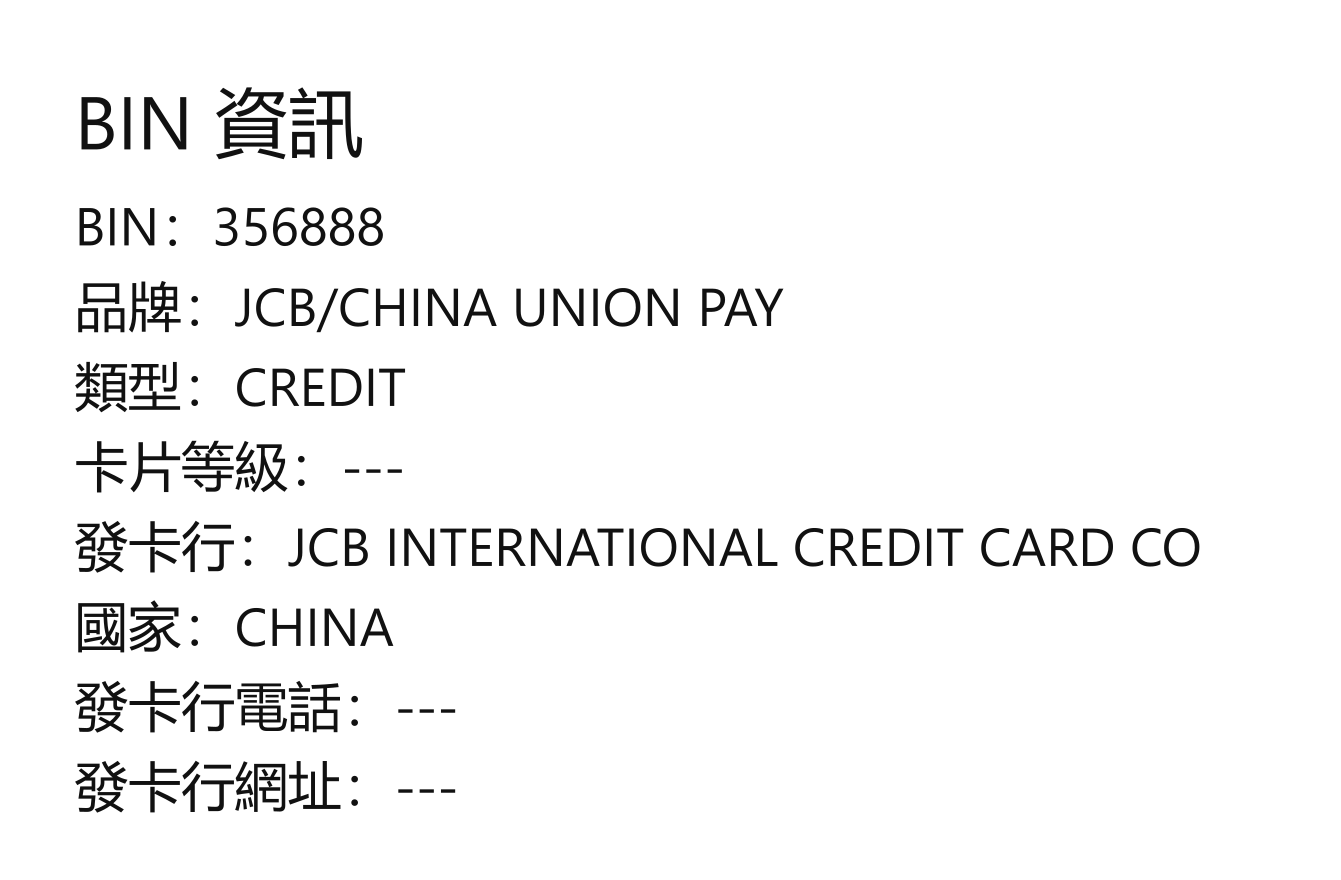 BIN 資訊
BIN：356888
品牌：JCB/CHINA UNION PAY
類型：CREDIT
卡片等級：---
發卡行：JCB INTERNATIONAL CREDIT CARD CO
國家：CHINA
發卡行電話：---
發卡行網址：---